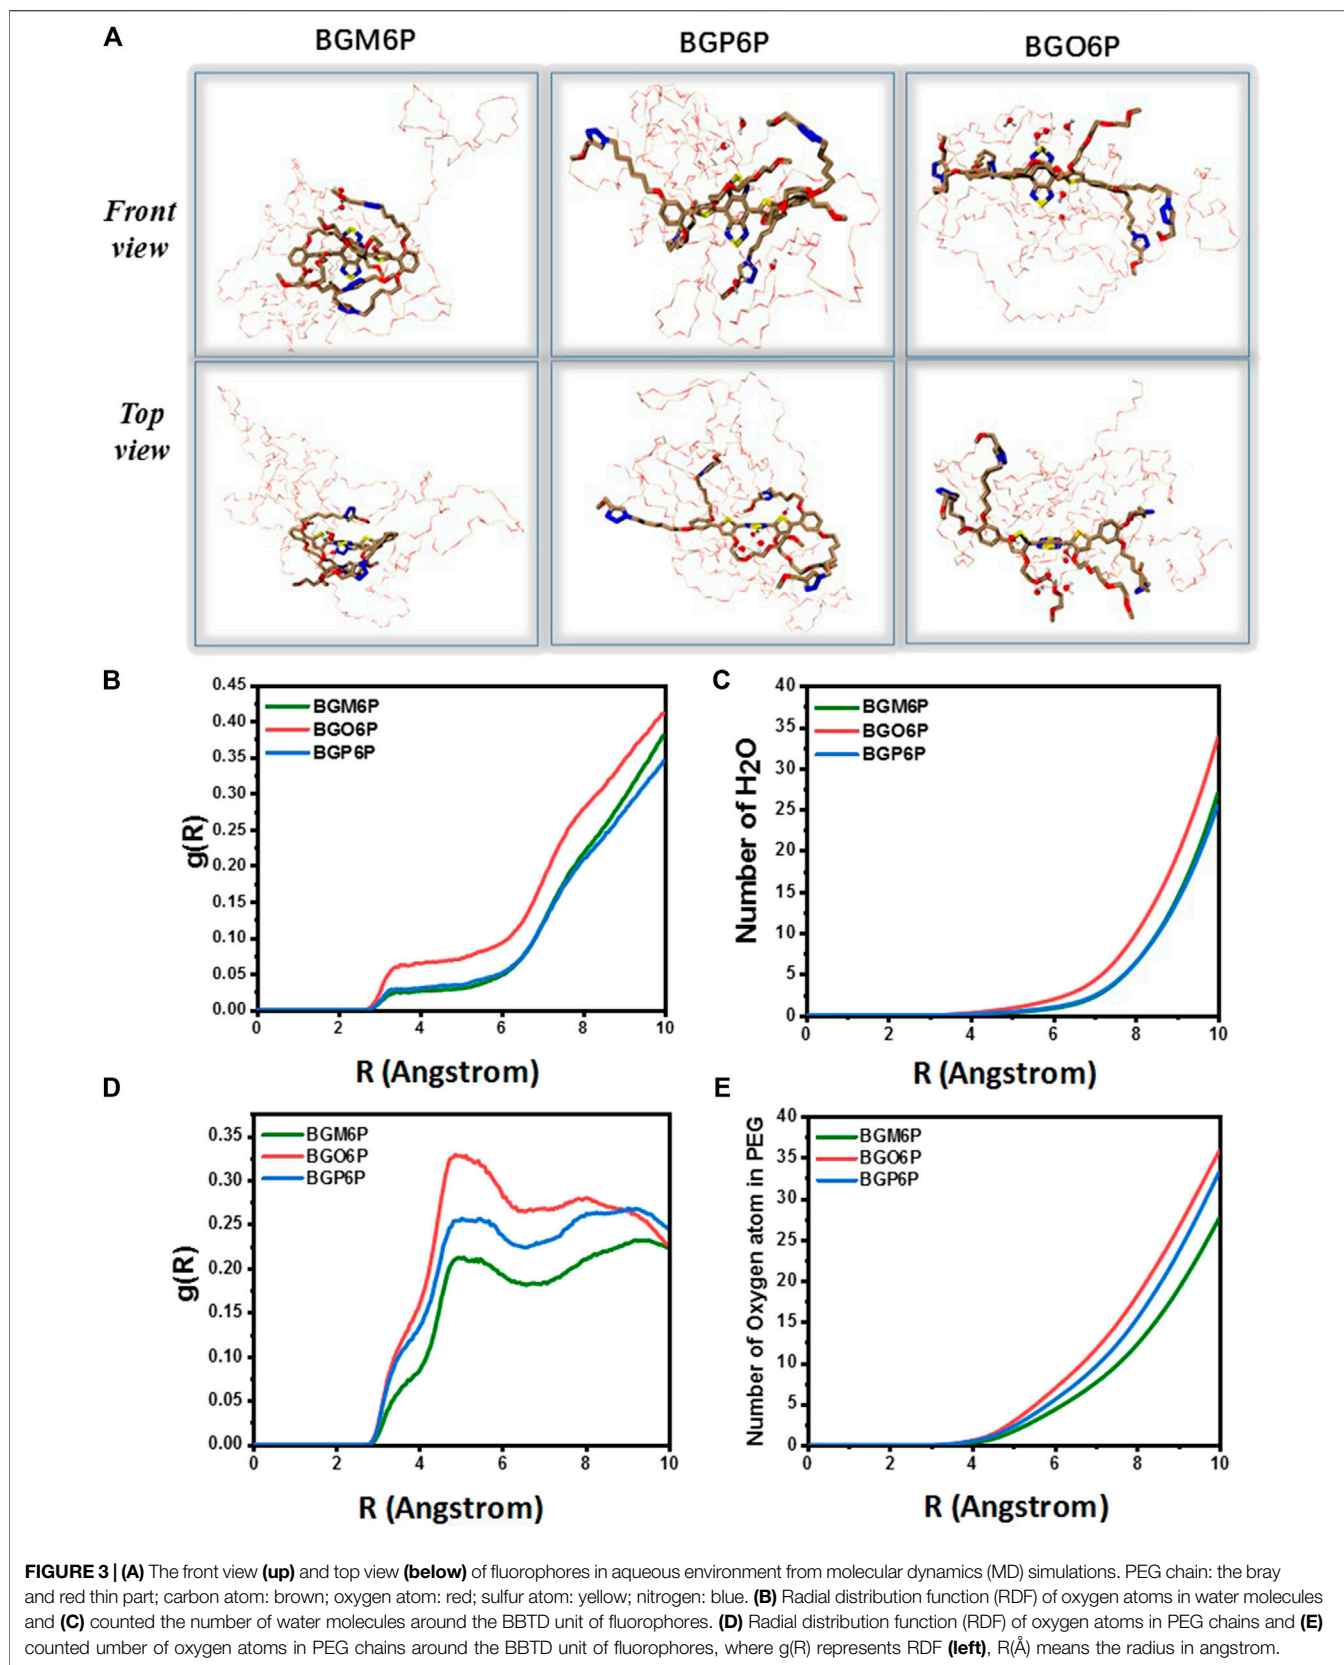 A
BGM6P
BGP6P
BGO6P
Front
view
Top
view
B
0.45
0.40
0.35
0.30
0.25
0.20
0.15
0.10
0.05
0.00
g(R)
BGM6P
BGO6P
BGP6P
0 2 4 6 8 10
R (Angstrom)
C
40
35
30
25
20
15
10
5
0
Number of H2O
BGM6P
BGO6P
BGP6P
0 2 4 6 8 10
R (Angstrom)
D
0.35
0.30
0.25
0.20
0.15
0.10
0.05
0.00
g(R)
BGM6P
BGO6P
BGP6P
0 2 4 6 8 10
R (Angstrom)
E
40
35
30
25
20
15
10
5
0
Number of Oxygen atom in PEG
BGM6P
BGO6P
BGP6P
0 2 4 6 8 10
R (Angstrom)
FIGURE 3 | (A) The front view (up) and top view (below) of fluorophores in aqueous environment from molecular dynamics (MD) simulations. PEG chain: the bray
and red thin part; carbon atom: brown; oxygen atom: red; sulfur atom: yellow; nitrogen: blue. (B) Radial distribution function (RDF) of oxygen atoms in water molecules
and (C) counted the number of water molecules around the BBTD unit of fluorophores. (D) Radial distribution function (RDF) of oxygen atoms in PEG chains and (E)
counted umber of oxygen atoms in PEG chains around the BBTD unit of fluorophores, where g(R) represents RDF (left), R(Å) means the radius in angstrom.